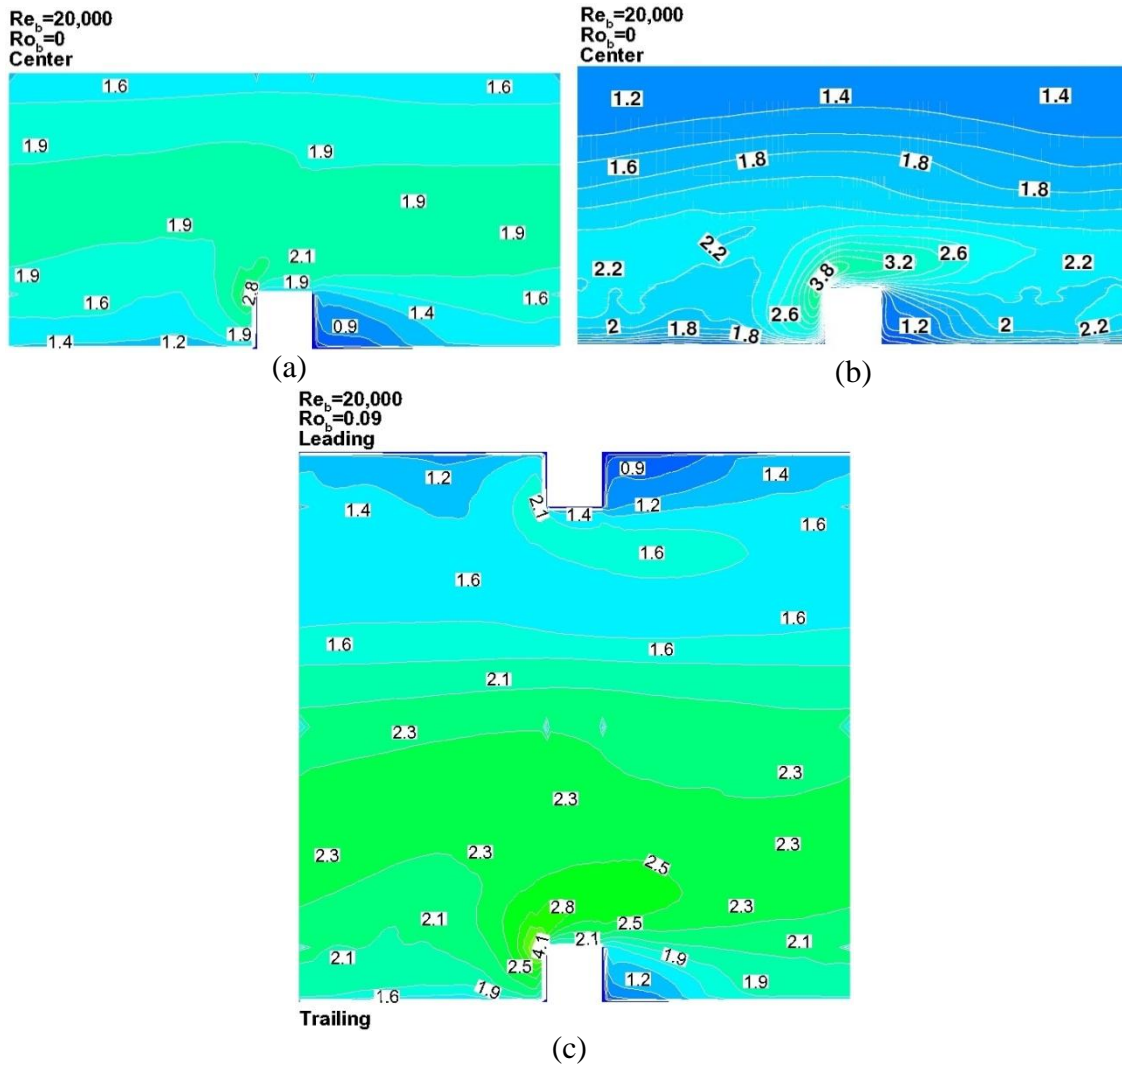 Re_b=20,000
Ro_b=0
Center
1.6 1.6
1.9 1.9
1.9
1.9 1.9
1.9 2.1
1.6 2.8 1.9 1.6
1.4
1.4 1.2 1.9 0.9
(a)
Re_b=20,000
Ro_b=0
Center
1.2 1.4 1.4
1.6 1.8 1.8
1.8
2.2 2.6
2.2 3.8 3.2 2.2
2 1.8 1.8 2.6 1.2 2 2.2
(b)
Re_b=20,000
Ro_b=0.09
Leading
1.2 0.9 1.4
1.4 2.1 1.4 1.2 1.6
1.6
1.6 1.6
1.6 1.6
2.1
2.3
2.3 2.3
2.3 2.3 2.3
2.5
2.1 2.8 2.5 2.3
2.1 4.1 2.1 2.1
2.5 1.9
1.6 1.9 1.2 1.9
Trailing
(c)